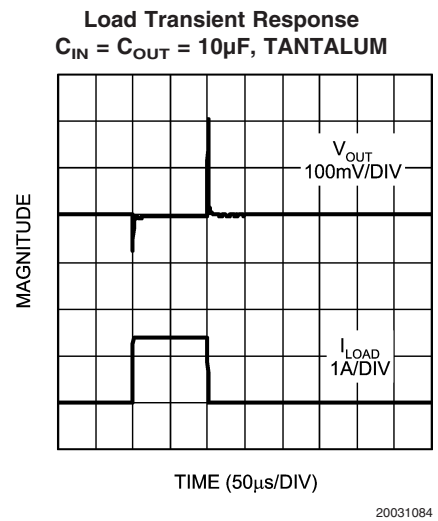 Load Transient Response
C_IN = C_OUT = 10µF, TANTALUM
V_OUT
100mV/DIV
MAGNITUDE
I_LOAD
1A/DIV
TIME (50µs/DIV)
20031084